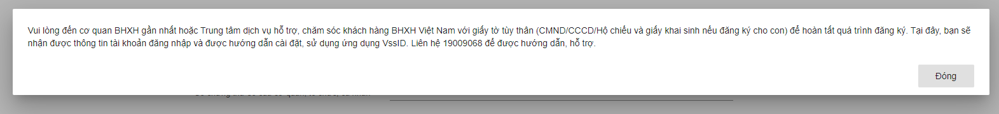 Vui lòng đến cơ quan BHXH gần nhất hoặc Trung tâm dịch vụ hỗ trợ, chăm sóc khách hàng BHXH Việt Nam với giấy tờ tùy thân (CMND/CCCD/Hộ chiếu và giấy khai sinh nếu đăng ký cho con) để hoàn tất quá trình đăng ký. Tại đây, bạn sẽ
nhận được thông tin tài khoản đăng nhập và được hướng dẫn cài đặt, sử dụng ứng dụng VssID. Liên hệ 19009068 để được hướng dẫn, hỗ trợ.
Đóng